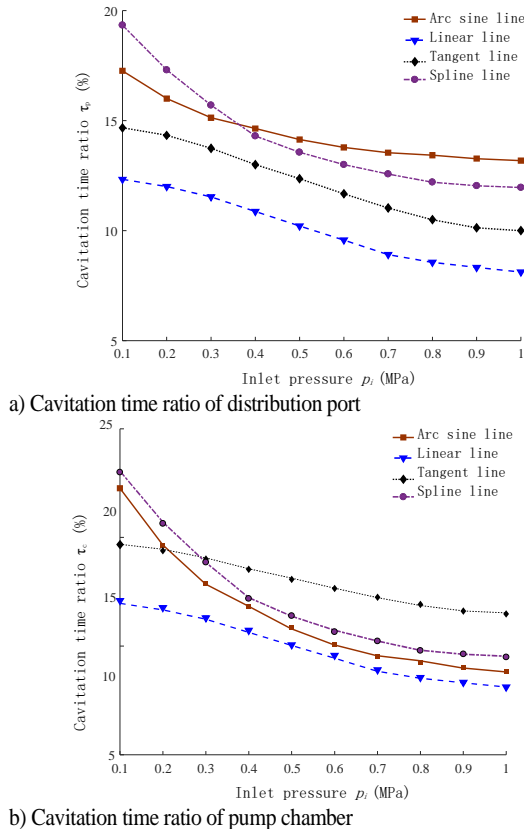 20
15
10
5
Cavitation time ratio τp (%)
Arc sine line
Linear line
Tangent line
Spline line
0.1 0.2 0.3 0.4 0.5 0.6 0.7 0.8 0.9 1
Inlet pressure pi (MPa)
a) Cavitation time ratio of distribution port
25
20
15
10
5
Cavitation time ratio τc (%)
Arc sine line
Linear line
Tangent line
Spline line
0.1 0.2 0.3 0.4 0.5 0.6 0.7 0.8 0.9 1
Inlet pressure pi (MPa)
b) Cavitation time ratio of pump chamber